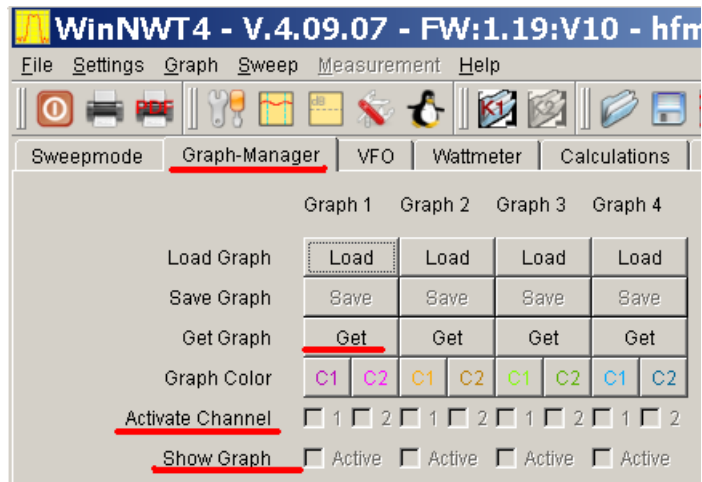 WinNWT4 - V.4.09.07 - FW:1.19:V10 - hfm
File Settings Graph Sweep Measurement Help
PDF dB K1 K2
Sweepmode Graph-Manager VFO Wattmeter Calculations
Graph 1 Graph 2 Graph 3 Graph 4
Load Graph Load Load Load Load
Save Graph Save Save Save Save
Get Graph Get Get Get Get
Graph Color C1 C2 C1 C2 C1 C2 C1 C2
Activate Channel 1 2 1 2 1 2 1 2
Show Graph Active Active Active Active